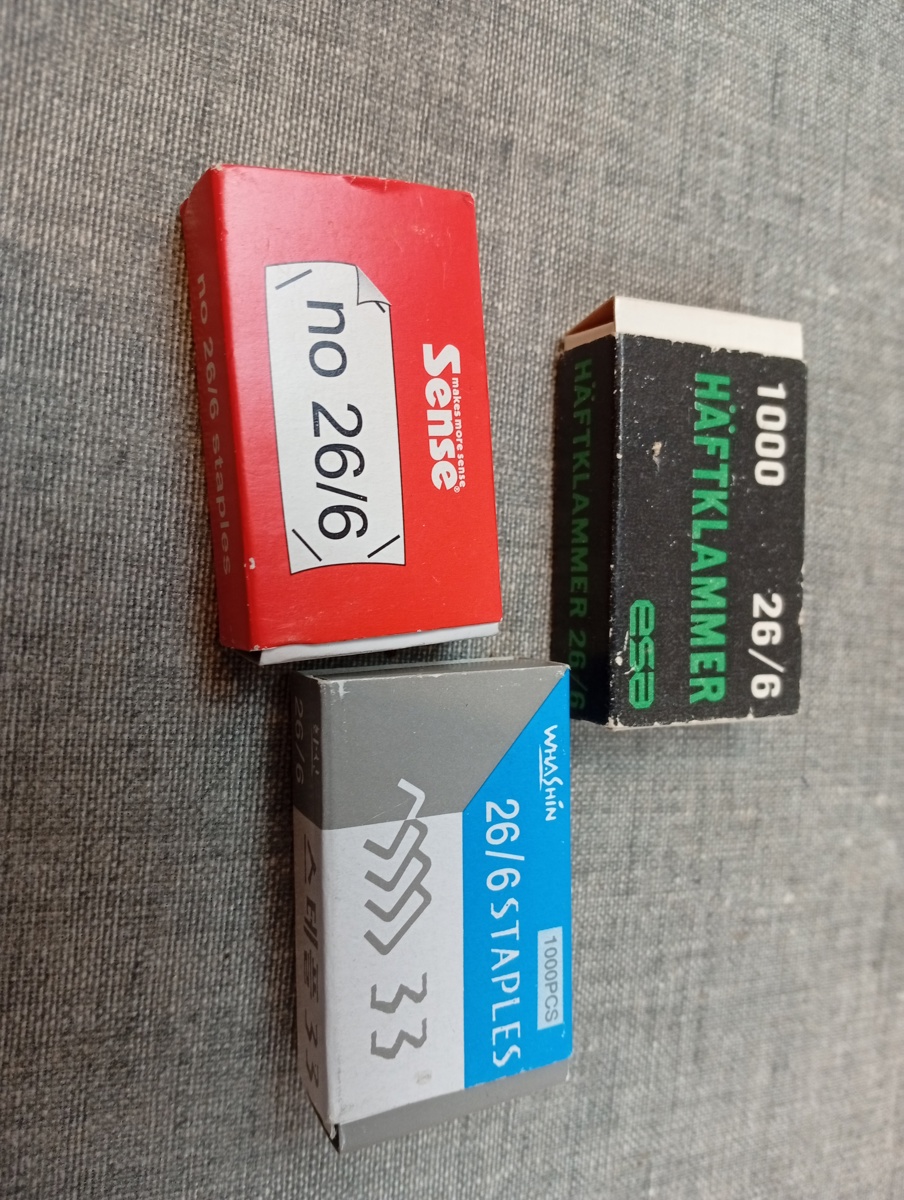 Sense®
makes more sense
no 26/6
no 26/6 staples
1000 26/6
HÄFTKLAMMER
esa
HÄFTKLAMMER 26/6
WHASHIN
1000PCS
26/6 STAPLES
33
26/6
스테플 33